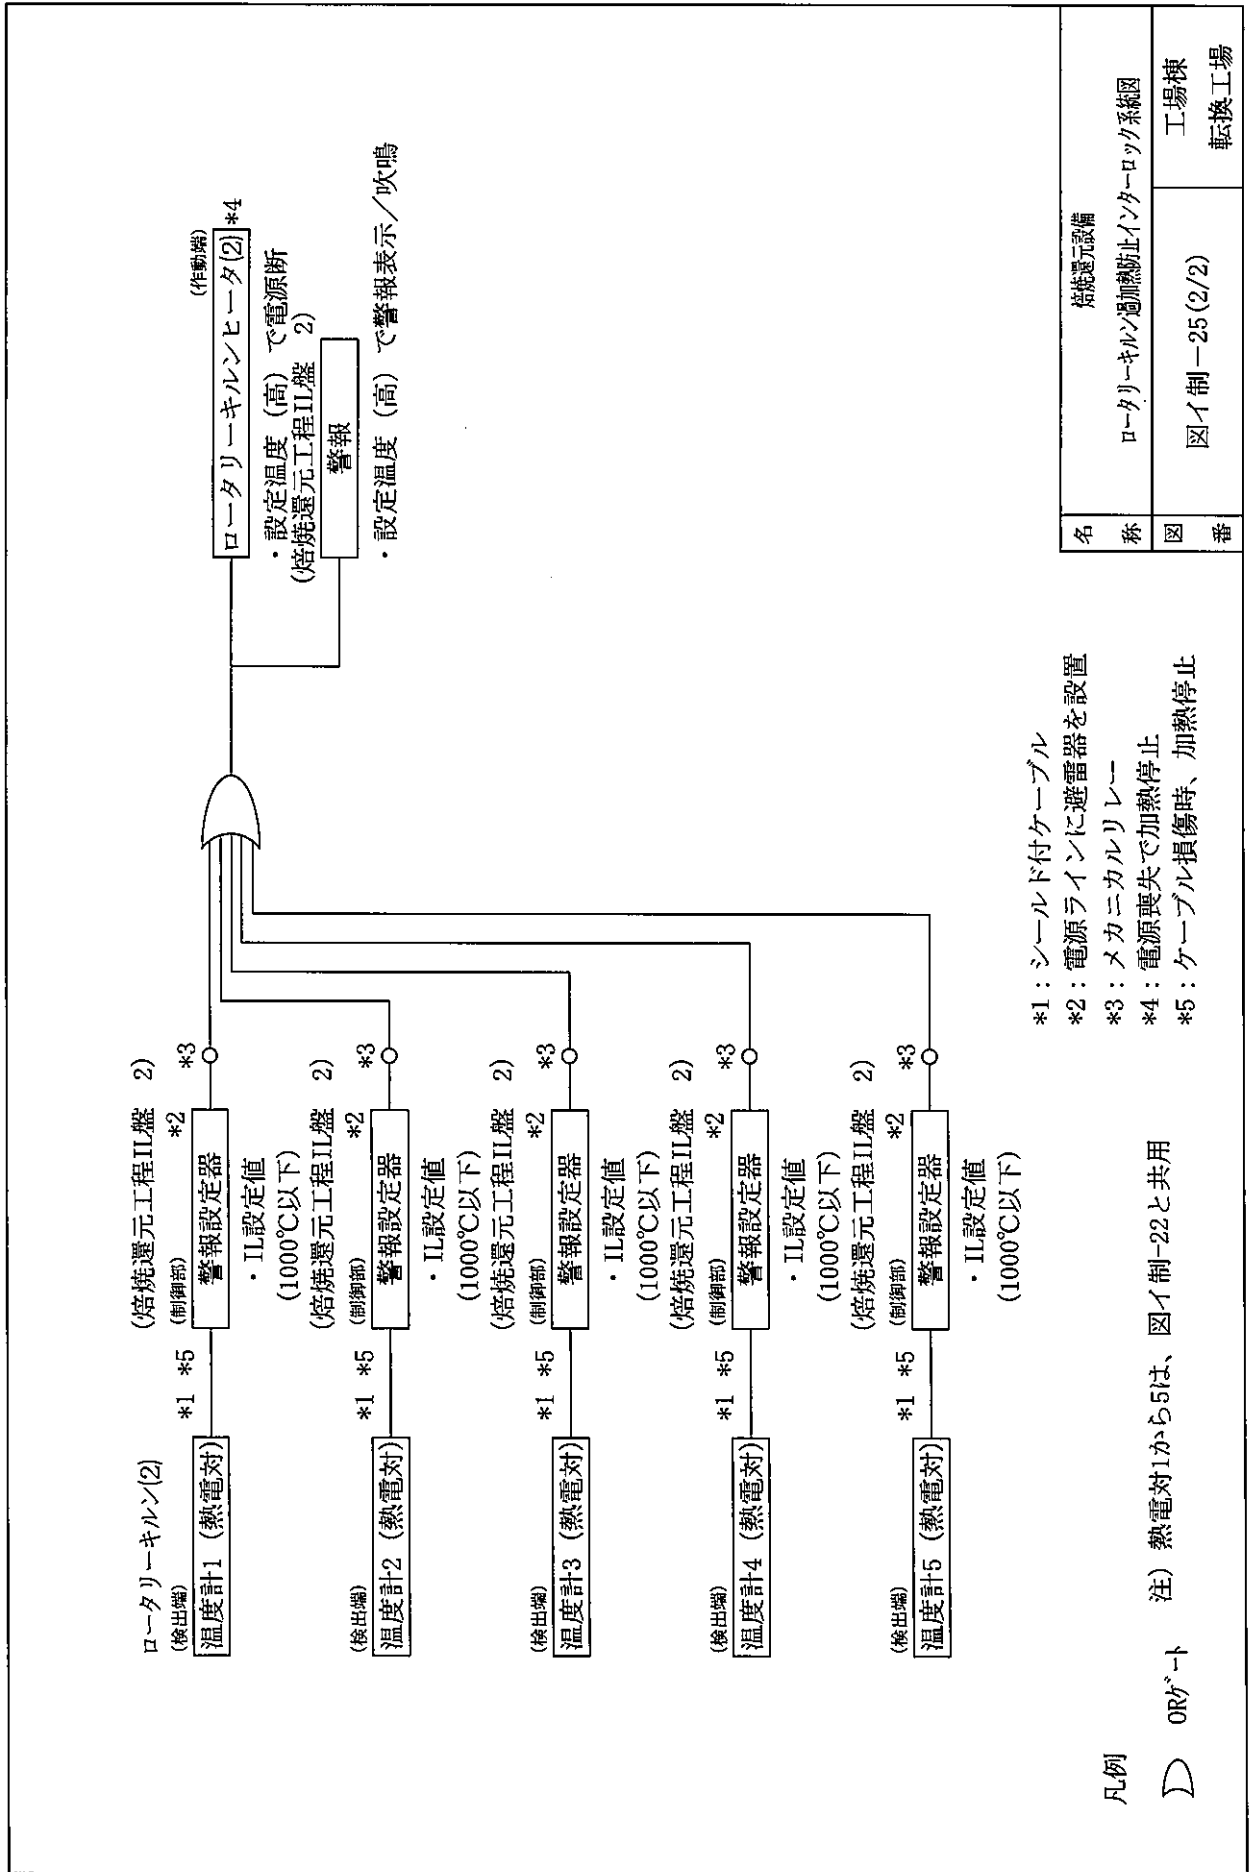 ロータリーキルン(2)
(検出端)
温度計1 (熱電対)
*1 *5
(焙焼還元工程IL盤 2)
(制御部)
*2
警報設定器
*3
・IL設定値
(1000℃以下)
(検出端)
温度計2 (熱電対)
*1 *5
(焙焼還元工程IL盤 2)
(制御部)
*2
警報設定器
*3
・IL設定値
(1000℃以下)
(検出端)
温度計3 (熱電対)
*1 *5
(焙焼還元工程IL盤 2)
(制御部)
*2
警報設定器
*3
・IL設定値
(1000℃以下)
(検出端)
温度計4 (熱電対)
*1 *5
(焙焼還元工程IL盤 2)
(制御部)
*2
警報設定器
*3
・IL設定値
(1000℃以下)
(検出端)
温度計5 (熱電対)
*1 *5
(焙焼還元工程IL盤 2)
(制御部)
*2
警報設定器
*3
・IL設定値
(1000℃以下)
(作動端)
ロータリーキルンヒータ(2) *4
・設定温度 (高) で電源断
(焙焼還元工程IL盤 2)
警報
・設定温度 (高) で警報表示/吹鳴
凡例
ORゲート
注) 熱電対1から5は、図イ制-22と共用
*1:シールド付ケーブル
*2:電源ラインに避雷器を設置
*3:メカニカルリレー
*4:電源喪失で加熱停止
*5:ケーブル損傷時、加熱停止
名称
焙焼還元設備
ロータリーキルン過加熱防止インターロック系統図
図番
図イ制-25(2/2)
工場棟
転換工場